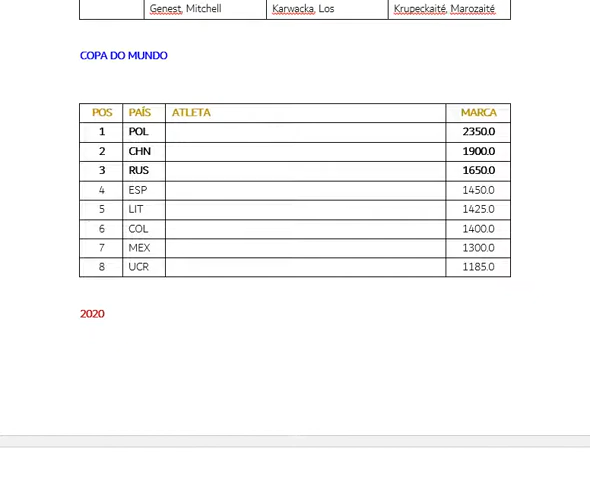 Genest, Mitchell Karwacka, Los Krupeckaité, Marozaité
COPA DO MUNDO
POS PAÍS ATLETA MARCA
1 POL 2350.0
2 CHN 1900.0
3 RUS 1650.0
4 ESP 1450.0
5 LIT 1425.0
6 COL 1400.0
7 MEX 1300.0
8 UCR 1185.0
2020